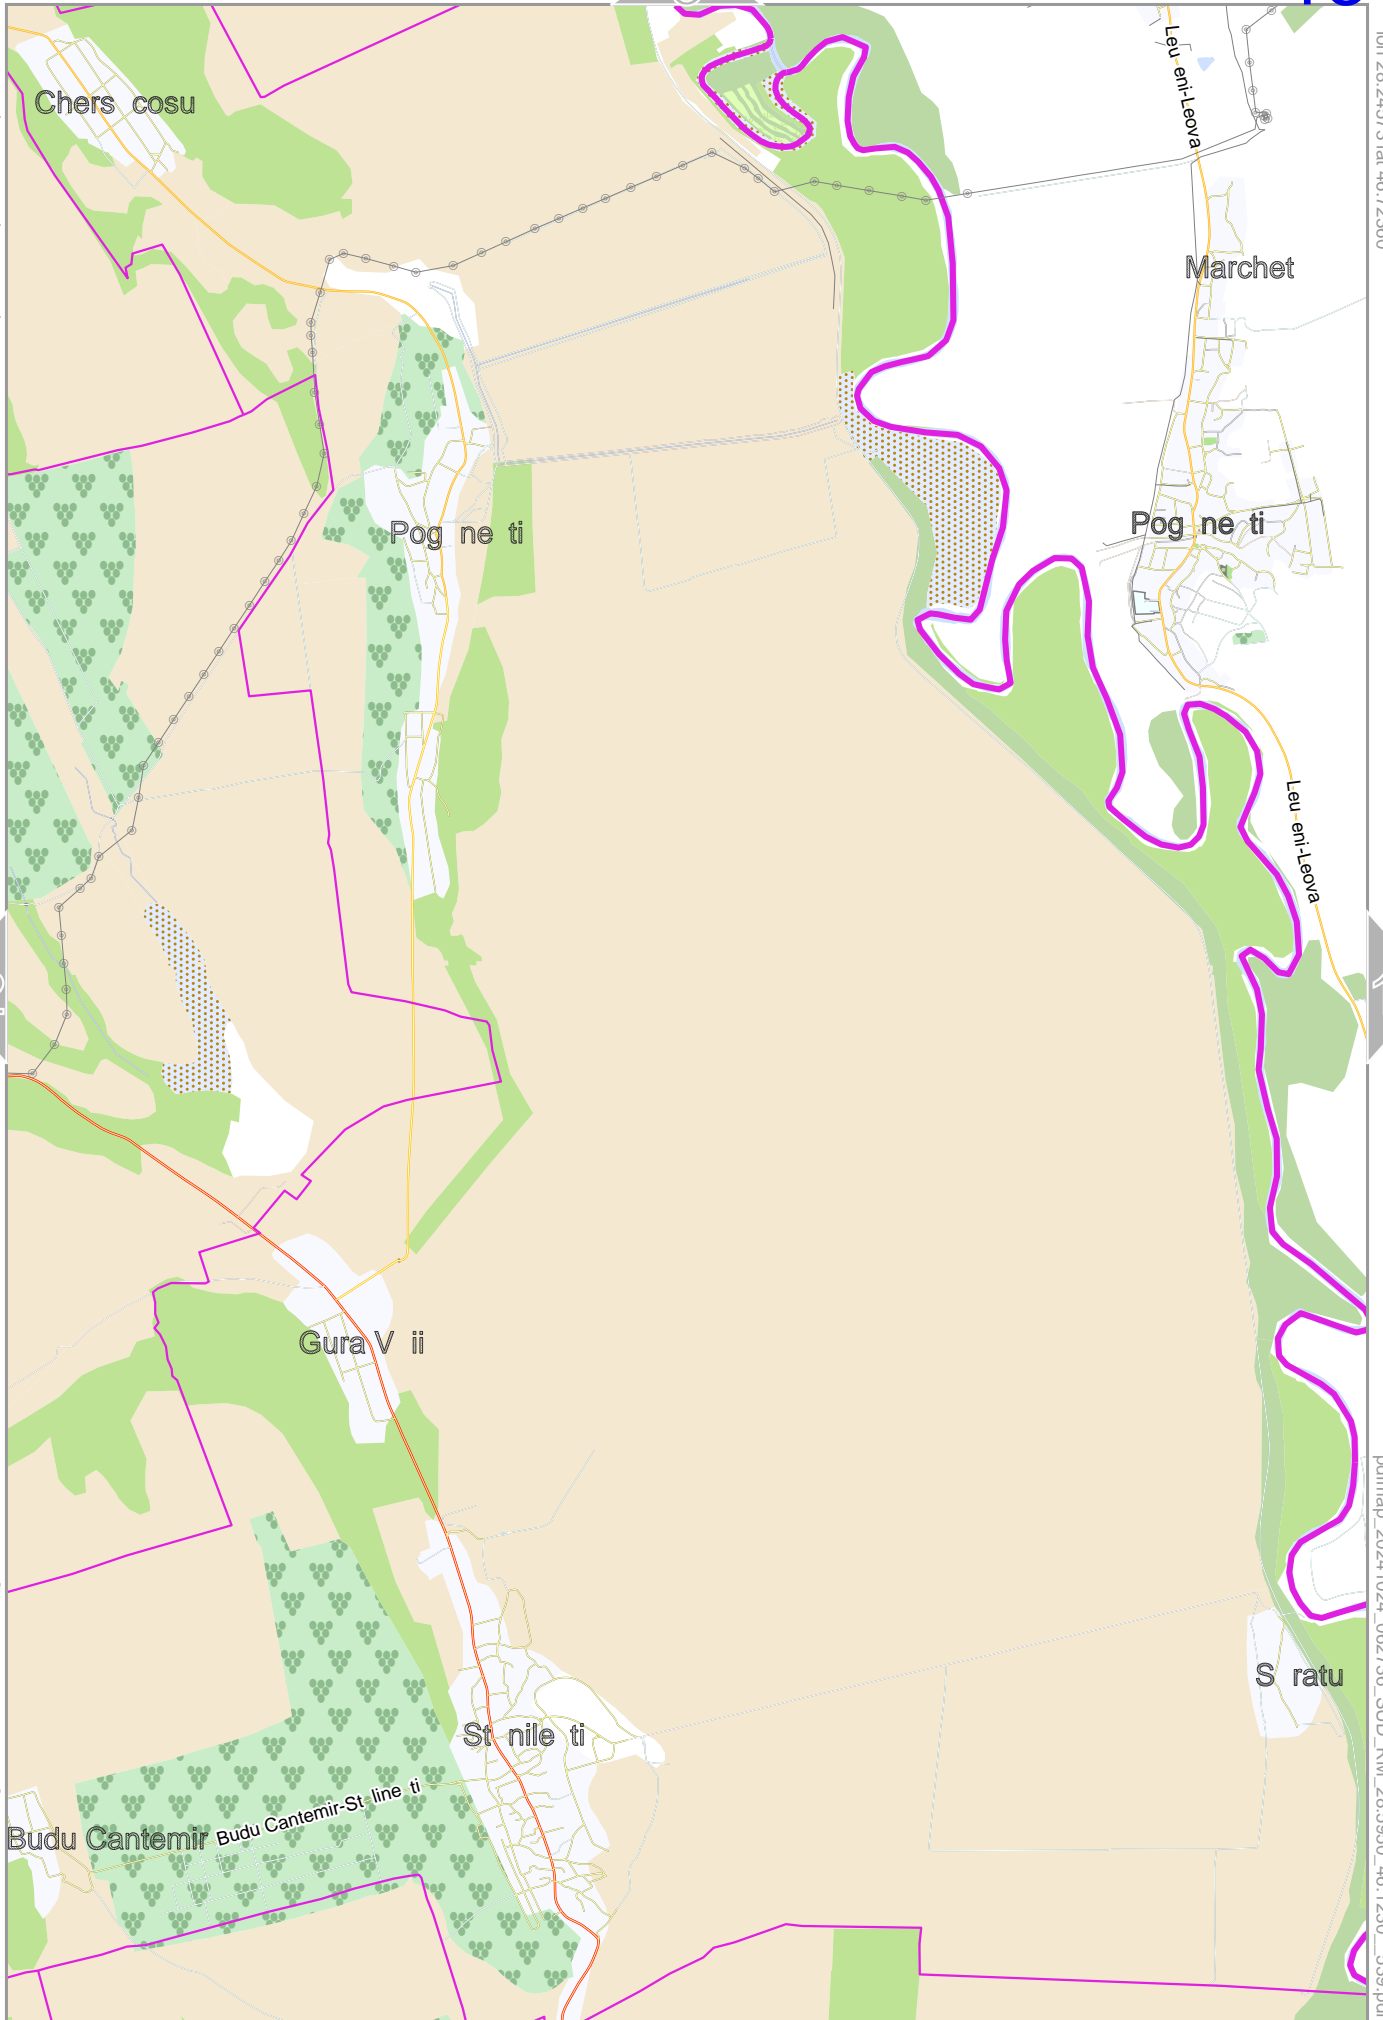 Leu eni-Leova
Chers cosu
Marchet
Pog ne ti
Pog ne ti
Leu eni-Leova
Gura V ii
S ratu
St nile ti
Budu Cantemir-St line ti
Budu Cantemir